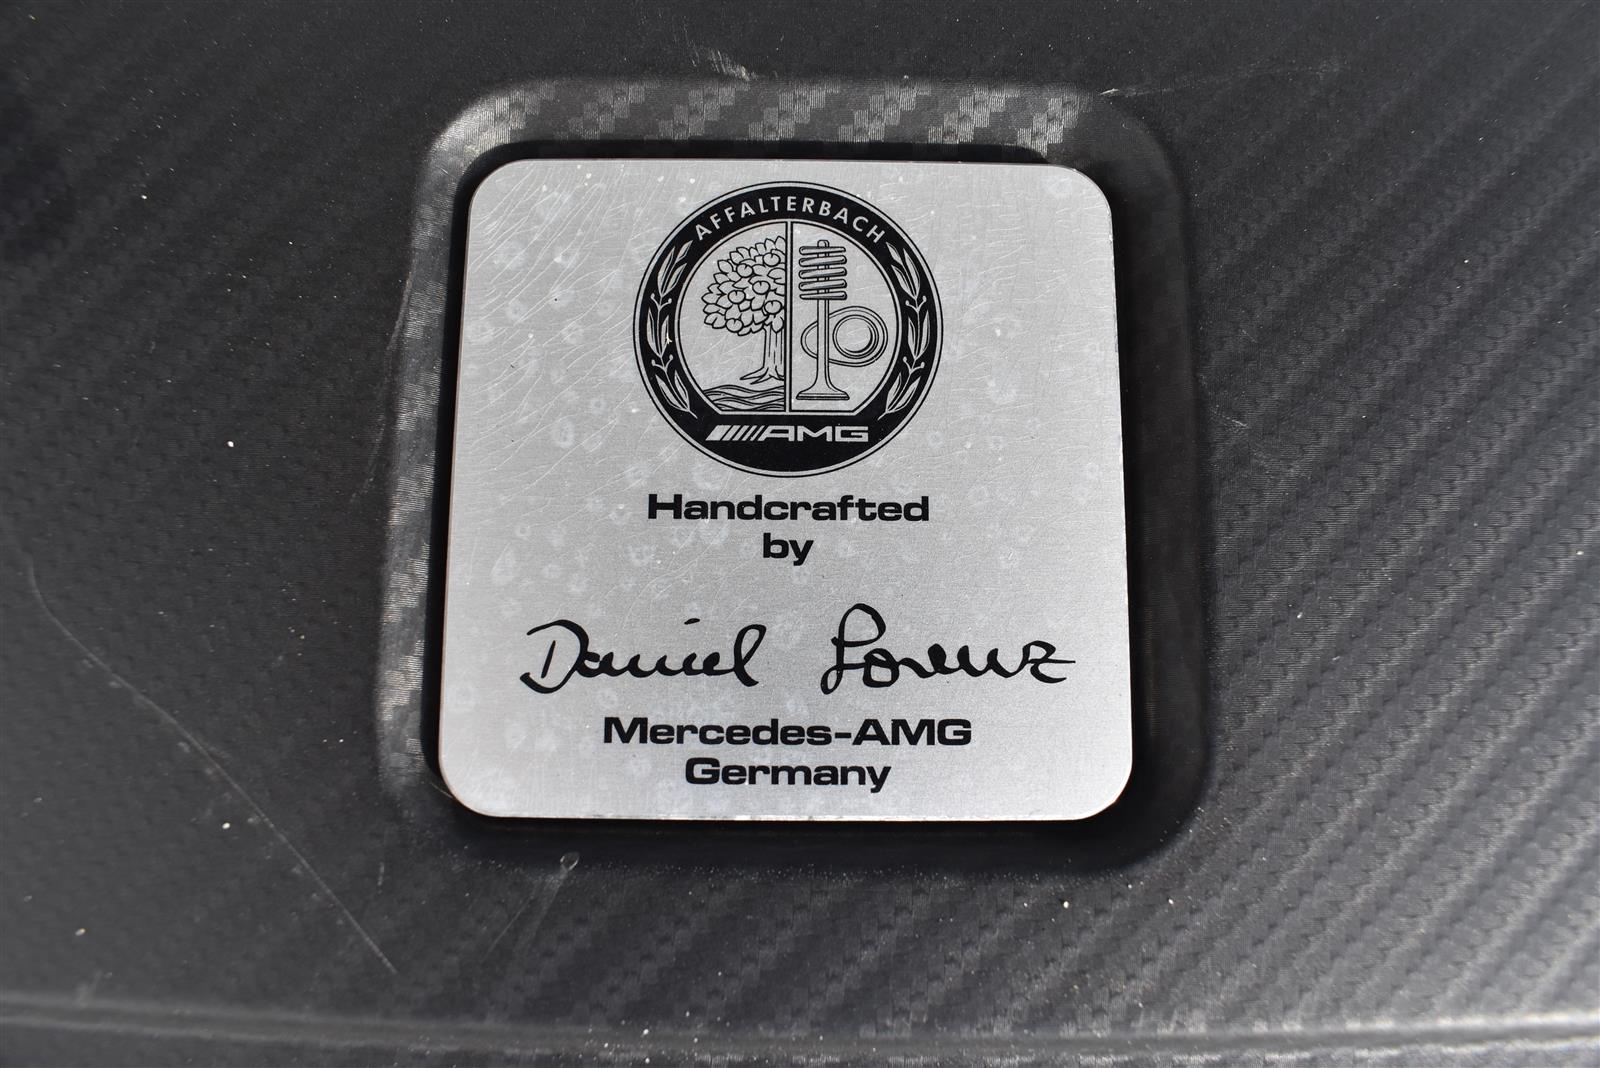 AFFALTERBACH
AMG
Handcrafted
by
Daniel Lorenz
Mercedes-AMG
Germany